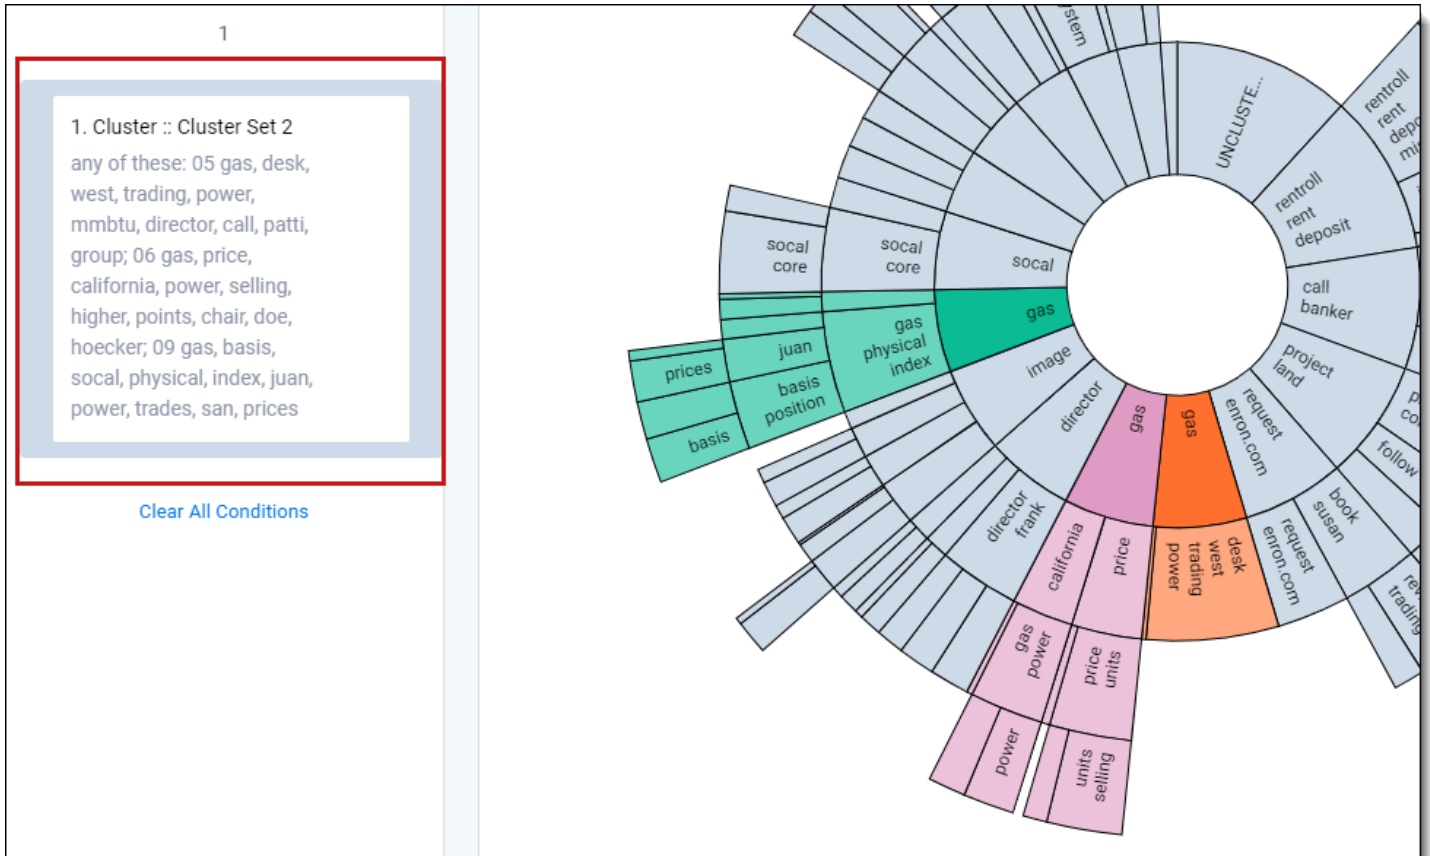 1
1. Cluster :: Cluster Set 2
any of these: 05 gas, desk,
west, trading, power,
mmbtu, director, call, patti,
group; 06 gas, price,
california, power, selling,
higher, points, chair, doe,
hoecker; 09 gas, basis,
socal, physical, index, juan,
power, trades, san, prices
Clear All Conditions
UNCLUSTE...
rentroll
rent
deposit
rentroll
rent
call
banker
project
land
follow
request
enron.com
book
susan
request
enron.com
trading
gas
desk
west
trading
power
gas
price
california
price
units
gas
power
units
selling
power
director
director
frank
image
gas
gas
physical
index
juan
basis
position
prices
basis
socal
socal
core
socal
core